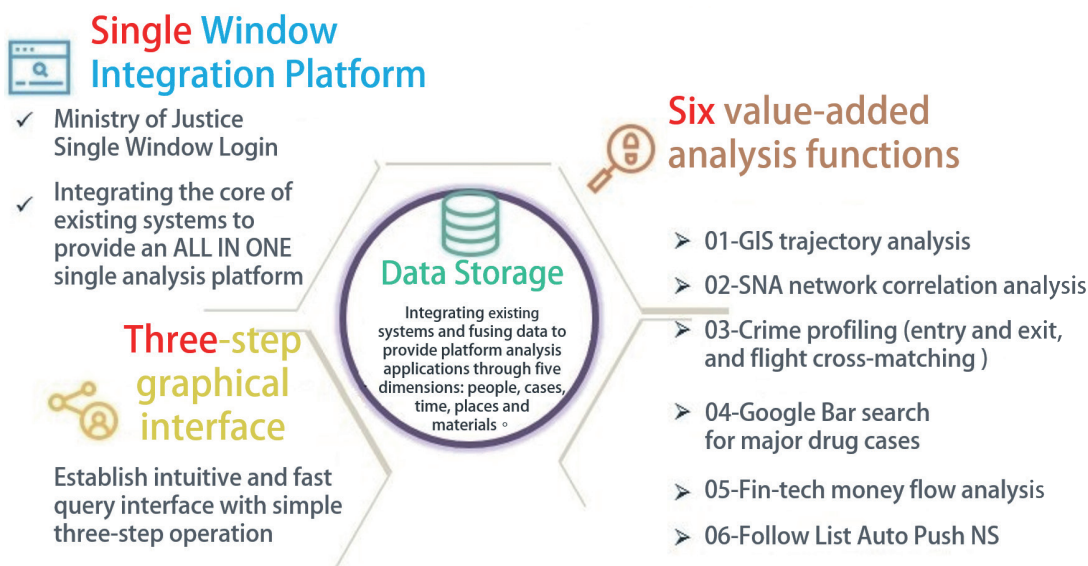 Single Window
Integration Platform
✓ Ministry of Justice
Single Window Login
✓ Integrating the core of
existing systems to
provide an ALL IN ONE
single analysis platform
Three-step
graphical
interface
Establish intuitive and fast
query interface with simple
three-step operation
Data Storage
Integrating existing
systems and fusing data to
provide platform analysis
applications through five
dimensions: people, cases,
time, places and
materials。
Six value-added
analysis functions
➢ 01-GIS trajectory analysis
➢ 02-SNA network correlation analysis
➢ 03-Crime profiling (entry and exit,
and flight cross-matching )
➢ 04-Google Bar search
for major drug cases
➢ 05-Fin-tech money flow analysis
➢ 06-Follow List Auto Push NS